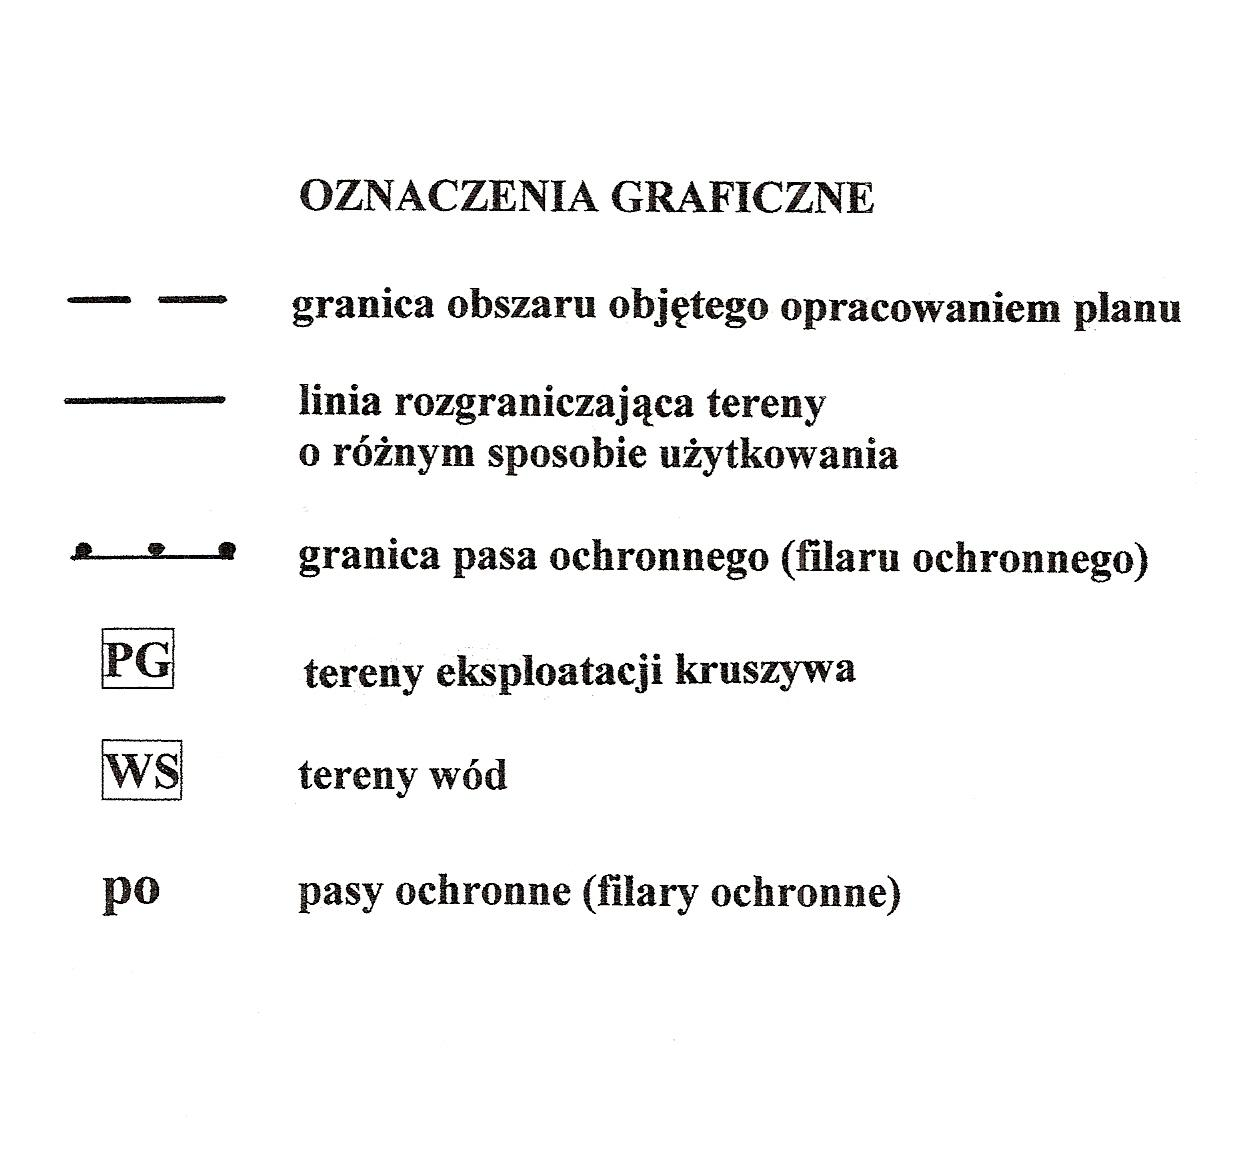 OZNACZENIA GRAFICZNE
granica obszaru objętego opracowaniem planu
linia rozgraniczająca tereny
o różnym sposobie użytkowania
granica pasa ochronnego (filaru ochronnego)
PG tereny eksploatacji kruszywa
WS tereny wód
po pasy ochronne (filary ochronne)